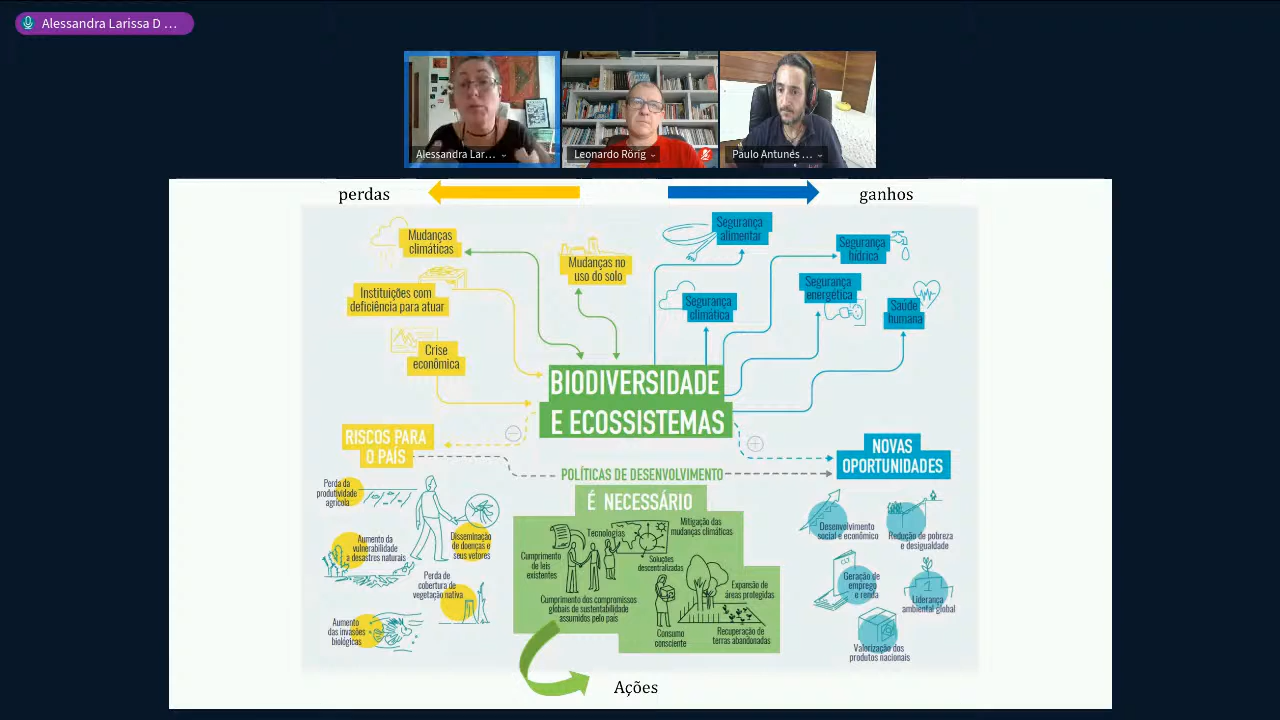 Alessandra Larissa D ...
Alessandra Lar...
Leonardo Rörig
Paulo Antunes ...
perdas
ganhos
Mudanças
climáticas
Mudanças no
uso do solo
Segurança
alimentar
Segurança
hídrica
Instituições com
deficiência para atuar
Segurança
climática
Segurança
energética
Saúde
humana
Crise
econômica
BIODIVERSIDADE
E ECOSSISTEMAS
RISCOS PARA
O PAÍS
NOVAS
OPORTUNIDADES
POLÍTICAS DE DESENVOLVIMENTO
É NECESSÁRIO
Perda da
produtividade
agrícola
Disseminação
de doenças e
seus vetores
Aumento da
vulnerabilidade
a desastres naturais
Perda de
cobertura de
vegetação nativa
Aumento
das invasões
biológicas
Cumprimento
de leis
existentes
Tecnologias
Mitigação das
mudanças climáticas
Soluções
descentralizadas
Cumprimento dos compromissos
globais de sustentabilidade
assumidos pelo país
Expansão de
áreas protegidas
Consumo
consciente
Recuperação de
terras abandonadas
Desenvolvimento
social e econômico
Redução de pobreza
e desigualdade
Geração de
emprego
e renda
1
Liderança
ambiental global
Valorização dos
produtos nacionais
Ações